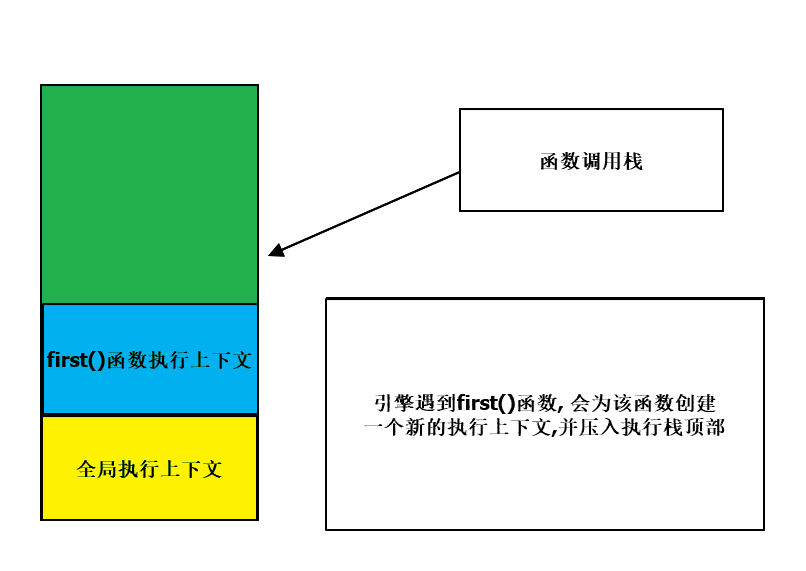 函数调用栈
first()函数执行上下文
引擎遇到first()函数, 会为该函数创建
一个新的执行上下文,并压入执行栈顶部
全局执行上下文